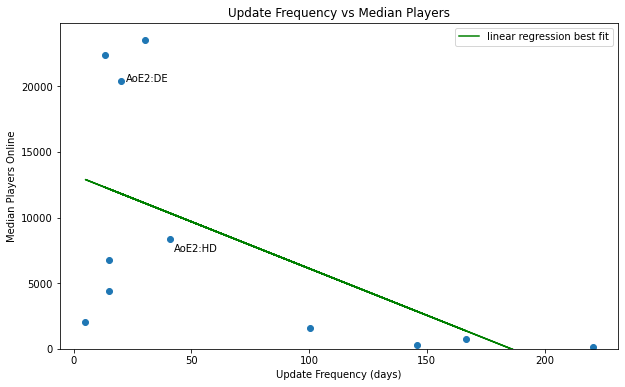 Update Frequency vs Median Players
linear regression best fit
20000
15000
10000
5000
0
Median Players Online
AoE2:DE
AoE2:HD
0 50 100 150 200
Update Frequency (days)